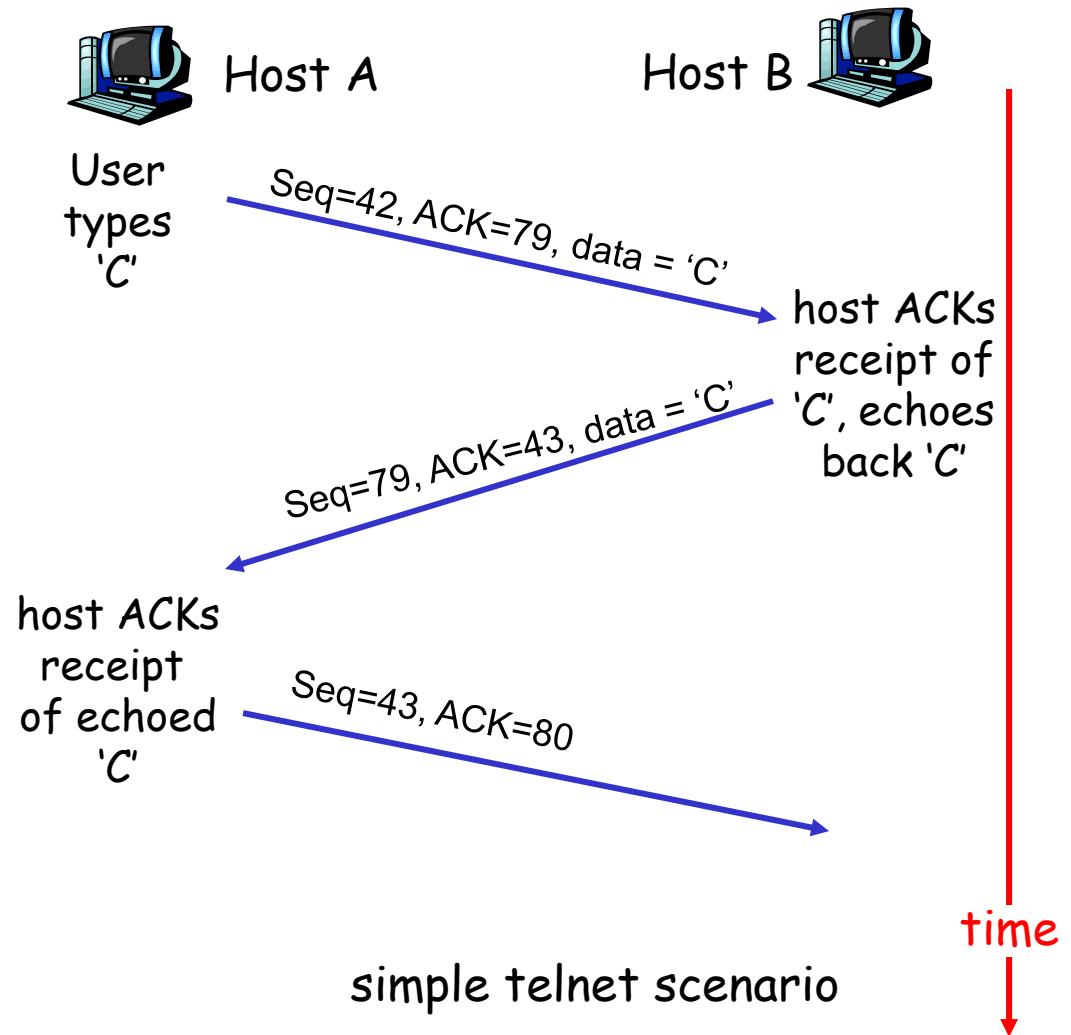 Host A
Host B
User
types
‘C’
Seq=42, ACK=79, data = ‘C’
host ACKs
receipt of
‘C’, echoes
back ‘C’
Seq=79, ACK=43, data = ‘C’
host ACKs
receipt
of echoed
‘C’
Seq=43, ACK=80
time
simple telnet scenario